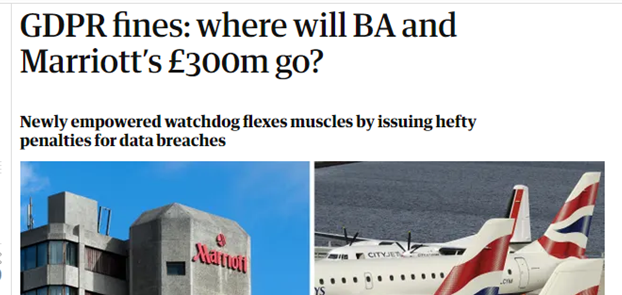 GDPR fines: where will BA and
Marriott's £300m go?
Newly empowered watchdog flexes muscles by issuing hefty
penalties for data breaches
Marriott
CITYJET